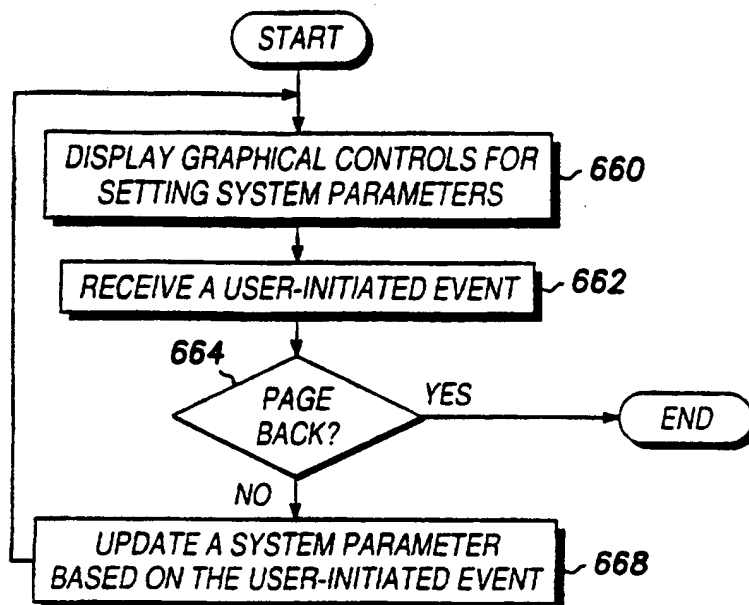 START
DISPLAY GRAPHICAL CONTROLS FOR
SETTING SYSTEM PARAMETERS
660
RECEIVE A USER-INITIATED EVENT
662
664
PAGE
BACK?
YES
END
NO
UPDATE A SYSTEM PARAMETER
BASED ON THE USER-INITIATED EVENT
668